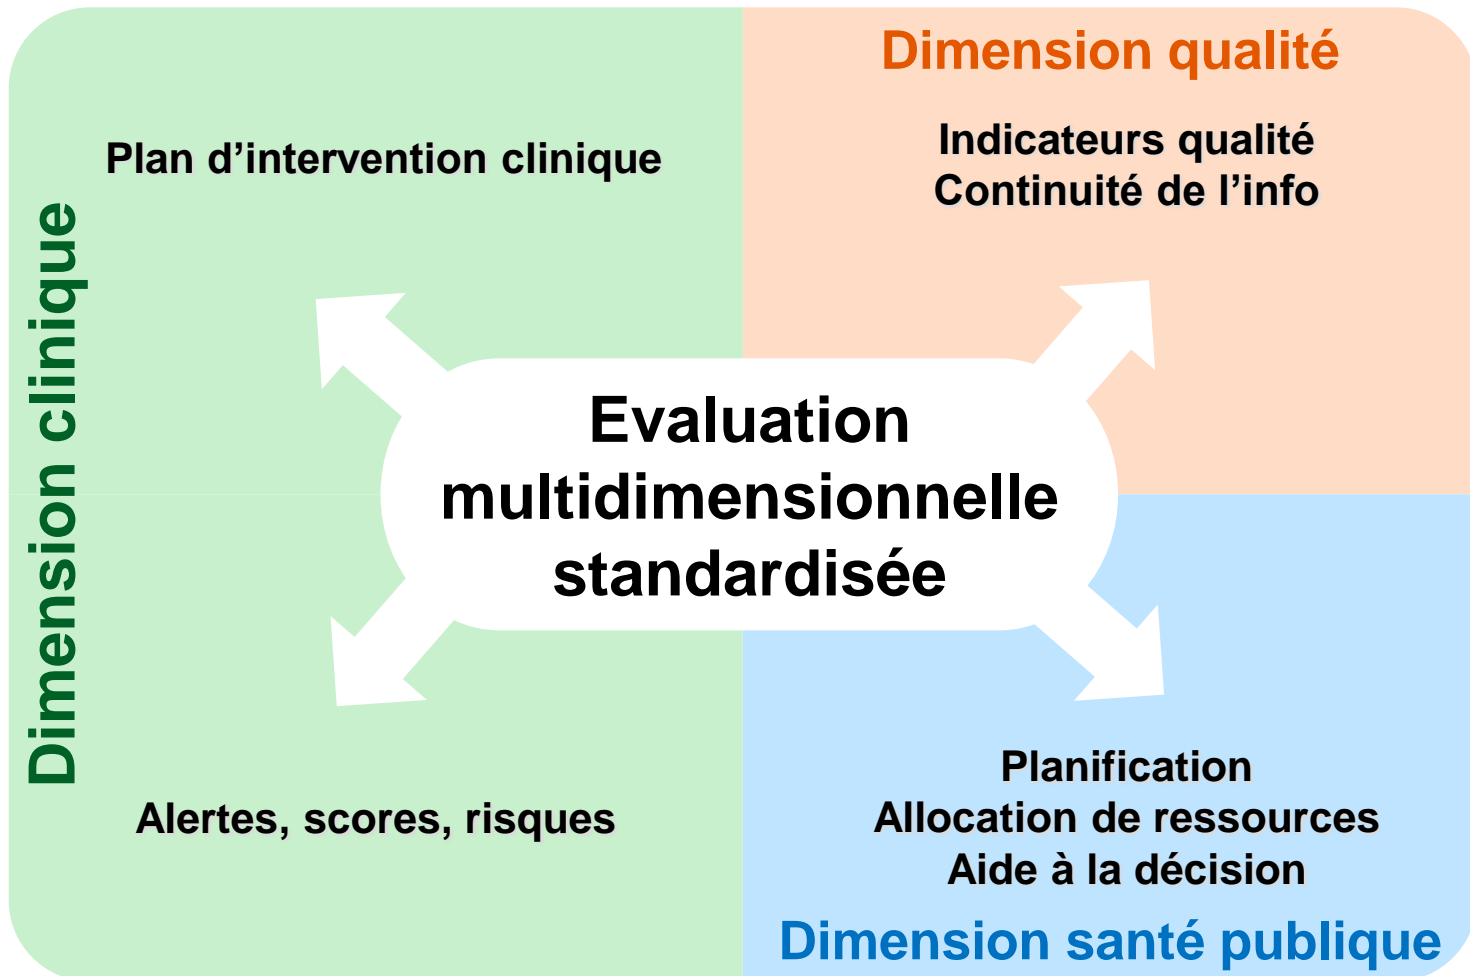 Dimension clinique
Plan d’intervention clinique
Dimension qualité
Indicateurs qualité
Continuité de l’info
Evaluation
multidimensionnelle
standardisée
Alertes, scores, risques
Planification
Allocation de ressources
Aide à la décision
Dimension santé publique